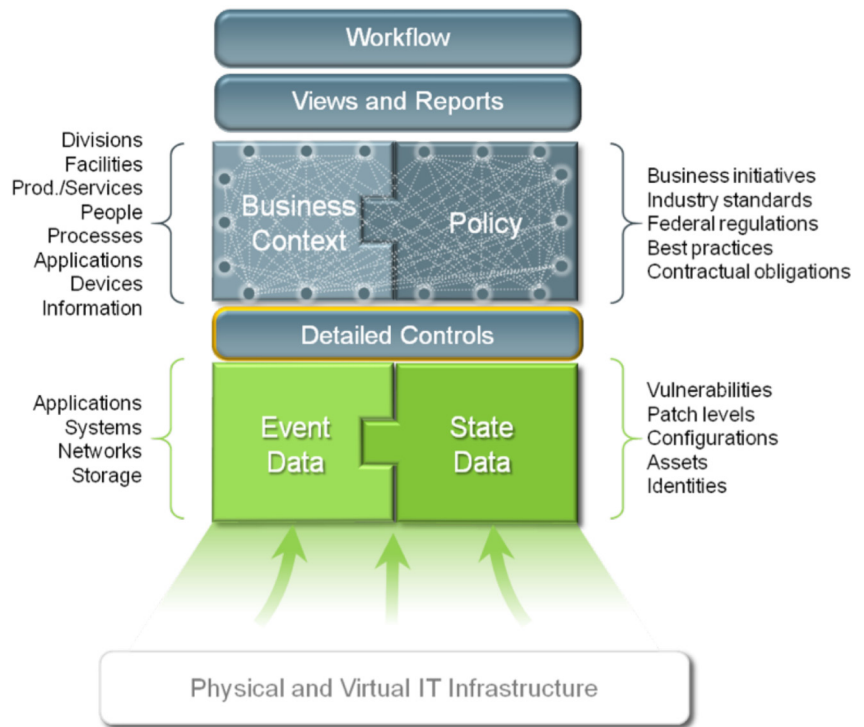 Workflow
Views and Reports
Divisions
Facilities
Prod./Services
People
Processes
Applications
Devices
Information
Business
Context
Policy
Business initiatives
Industry standards
Federal regulations
Best practices
Contractual obligations
Detailed Controls
Applications
Systems
Networks
Storage
Event
Data
State
Data
Vulnerabilities
Patch levels
Configurations
Assets
Identities
Physical and Virtual IT Infrastructure